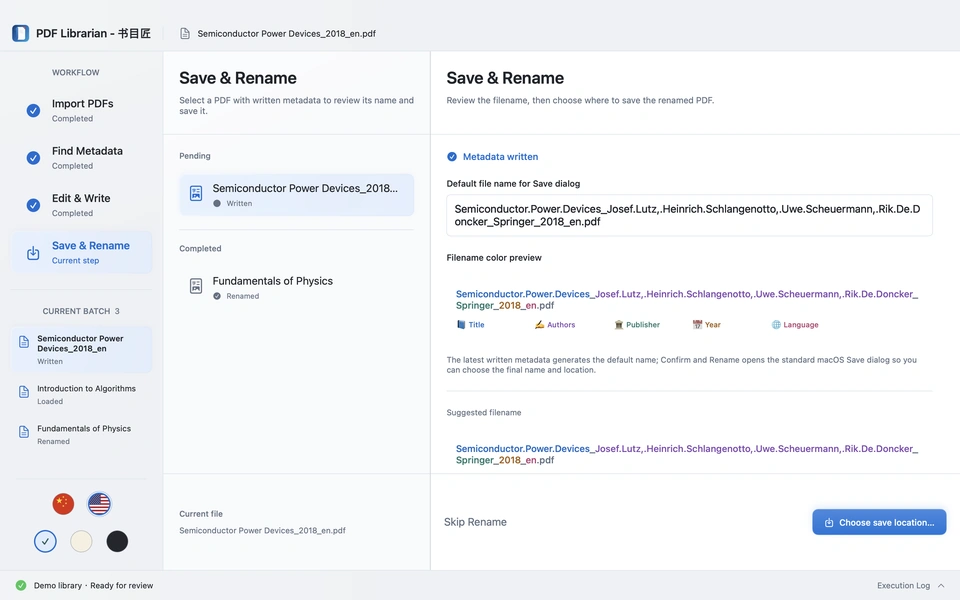 PDF Librarian - 书目匠
Semiconductor Power Devices_2018_en.pdf
WORKFLOW
Import PDFs
Completed
Find Metadata
Completed
Edit & Write
Completed
Save & Rename
Current step
CURRENT BATCH 3
Semiconductor Power
Devices_2018_en
Written
Introduction to Algorithms
Loaded
Fundamentals of Physics
Renamed
Save & Rename
Select a PDF with written metadata to review its name and
save it.
Pending
Semiconductor Power Devices_2018...
Written
Completed
Fundamentals of Physics
Renamed
Current file
Semiconductor Power Devices_2018_en.pdf
Save & Rename
Review the filename, then choose where to save the renamed PDF.
Metadata written
Default file name for Save dialog
Semiconductor.Power.Devices_Josef.Lutz,.Heinrich.Schlangenotto,.Uwe.Scheuermann,.Rik.De.D
oncker_Springer_2018_en.pdf
Filename color preview
Semiconductor.Power.Devices_Josef.Lutz,.Heinrich.Schlangenotto,.Uwe.Scheuermann,.Rik.De.Doncker_
Springer_2018_en.pdf
Title Authors Publisher Year Language
The latest written metadata generates the default name; Confirm and Rename opens the standard macOS Save dialog so you
can choose the final name and location.
Suggested filename
Semiconductor.Power.Devices_Josef.Lutz,.Heinrich.Schlangenotto,.Uwe.Scheuermann,.Rik.De.Doncker_
Springer_2018_en.pdf
Skip Rename
Choose save location...
Demo library · Ready for review
Execution Log